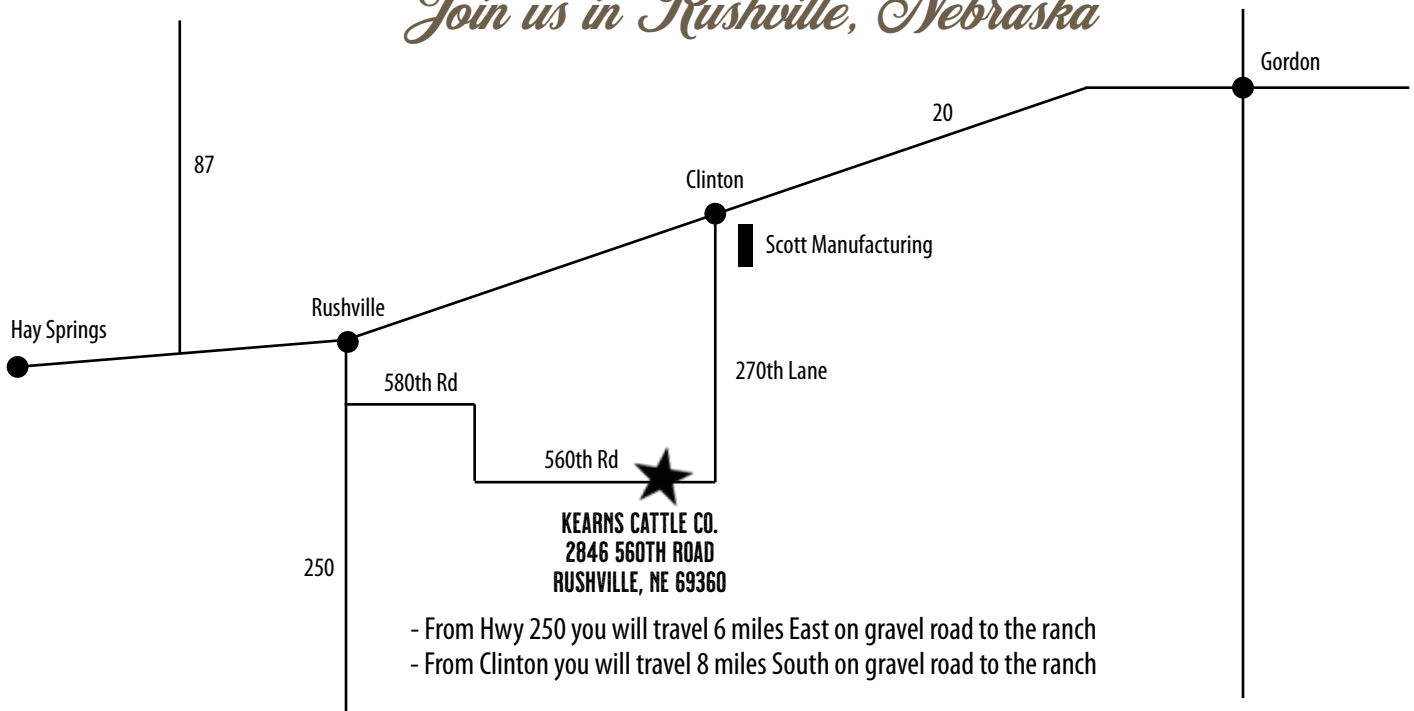 Join us in Rushville, Nebraska
Gordon
20
87
Clinton
Scott Manufacturing
Rushville
Hay Springs
270th Lane
580th Rd
560th Rd
KEARNS CATTLE CO.
2846 560TH ROAD
RUSHVILLE, NE 69360
250
- From Hwy 250 you will travel 6 miles East on gravel road to the ranch
- From Clinton you will travel 8 miles South on gravel road to the ranch